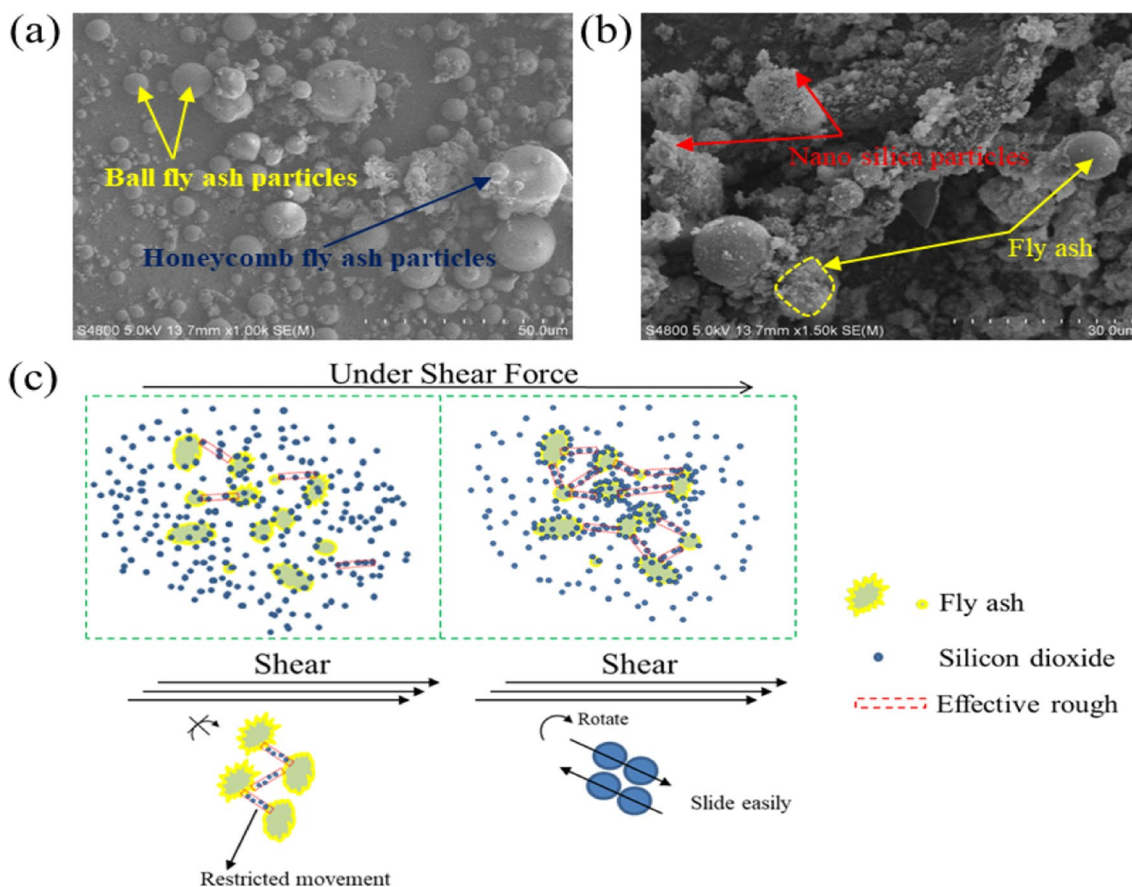 (a)
Ball fly ash particles
Honeycomb fly ash particles
S4800 5.0kV 13.7mm x1.00k SE(M)
50.0um
(b)
Nano silica particles
Fly ash
S4800 5.0kV 13.7mm x1.50k SE(M)
30.0um
(c)
Under Shear Force
Fly ash
Silicon dioxide
Effective rough
Shear
Shear
Rotate
Slide easily
Restricted movement